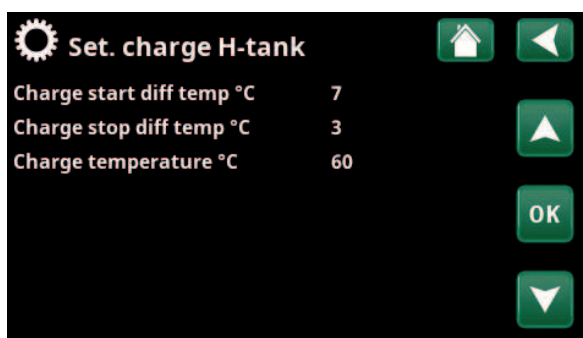 Set. charge H-tank
Charge start diff temp °C 7
Charge stop diff temp °C 3
Charge temperature °C 60
OK